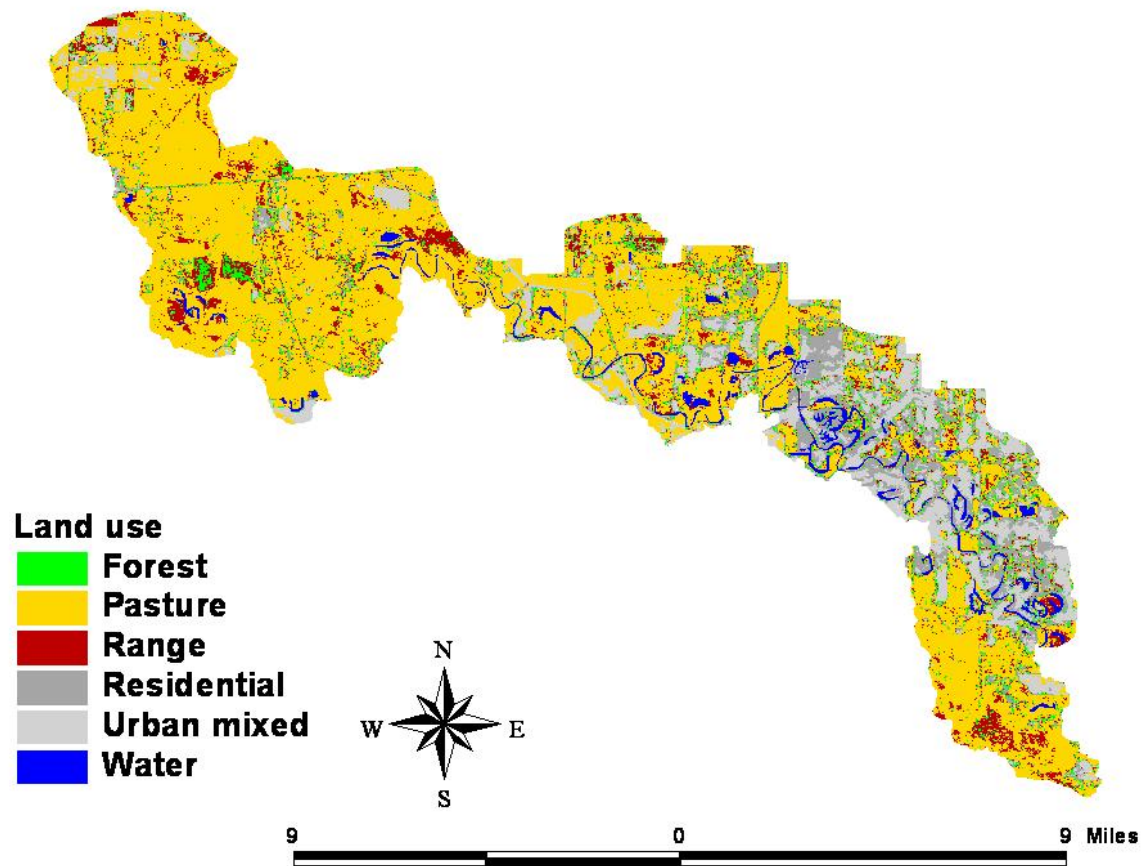 Land use
Forest
Pasture
Range
Residential
Urban mixed
Water
N
W E
S
9 0 9 Miles